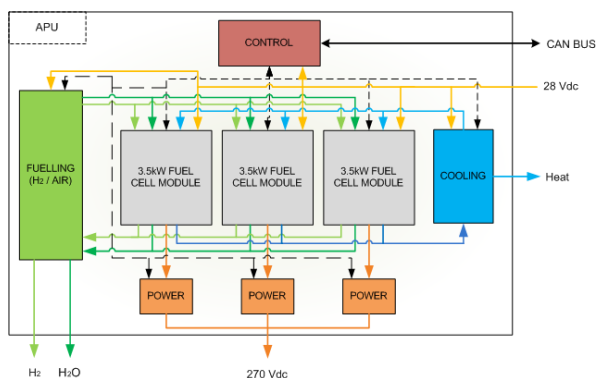 APU
CONTROL
CAN BUS
28 Vdc
FUELLING
(H2 / AIR)
3.5kW FUEL
CELL MODULE
3.5kW FUEL
CELL MODULE
3.5kW FUEL
CELL MODULE
COOLING
Heat
POWER
POWER
POWER
H2
H2O
270 Vdc